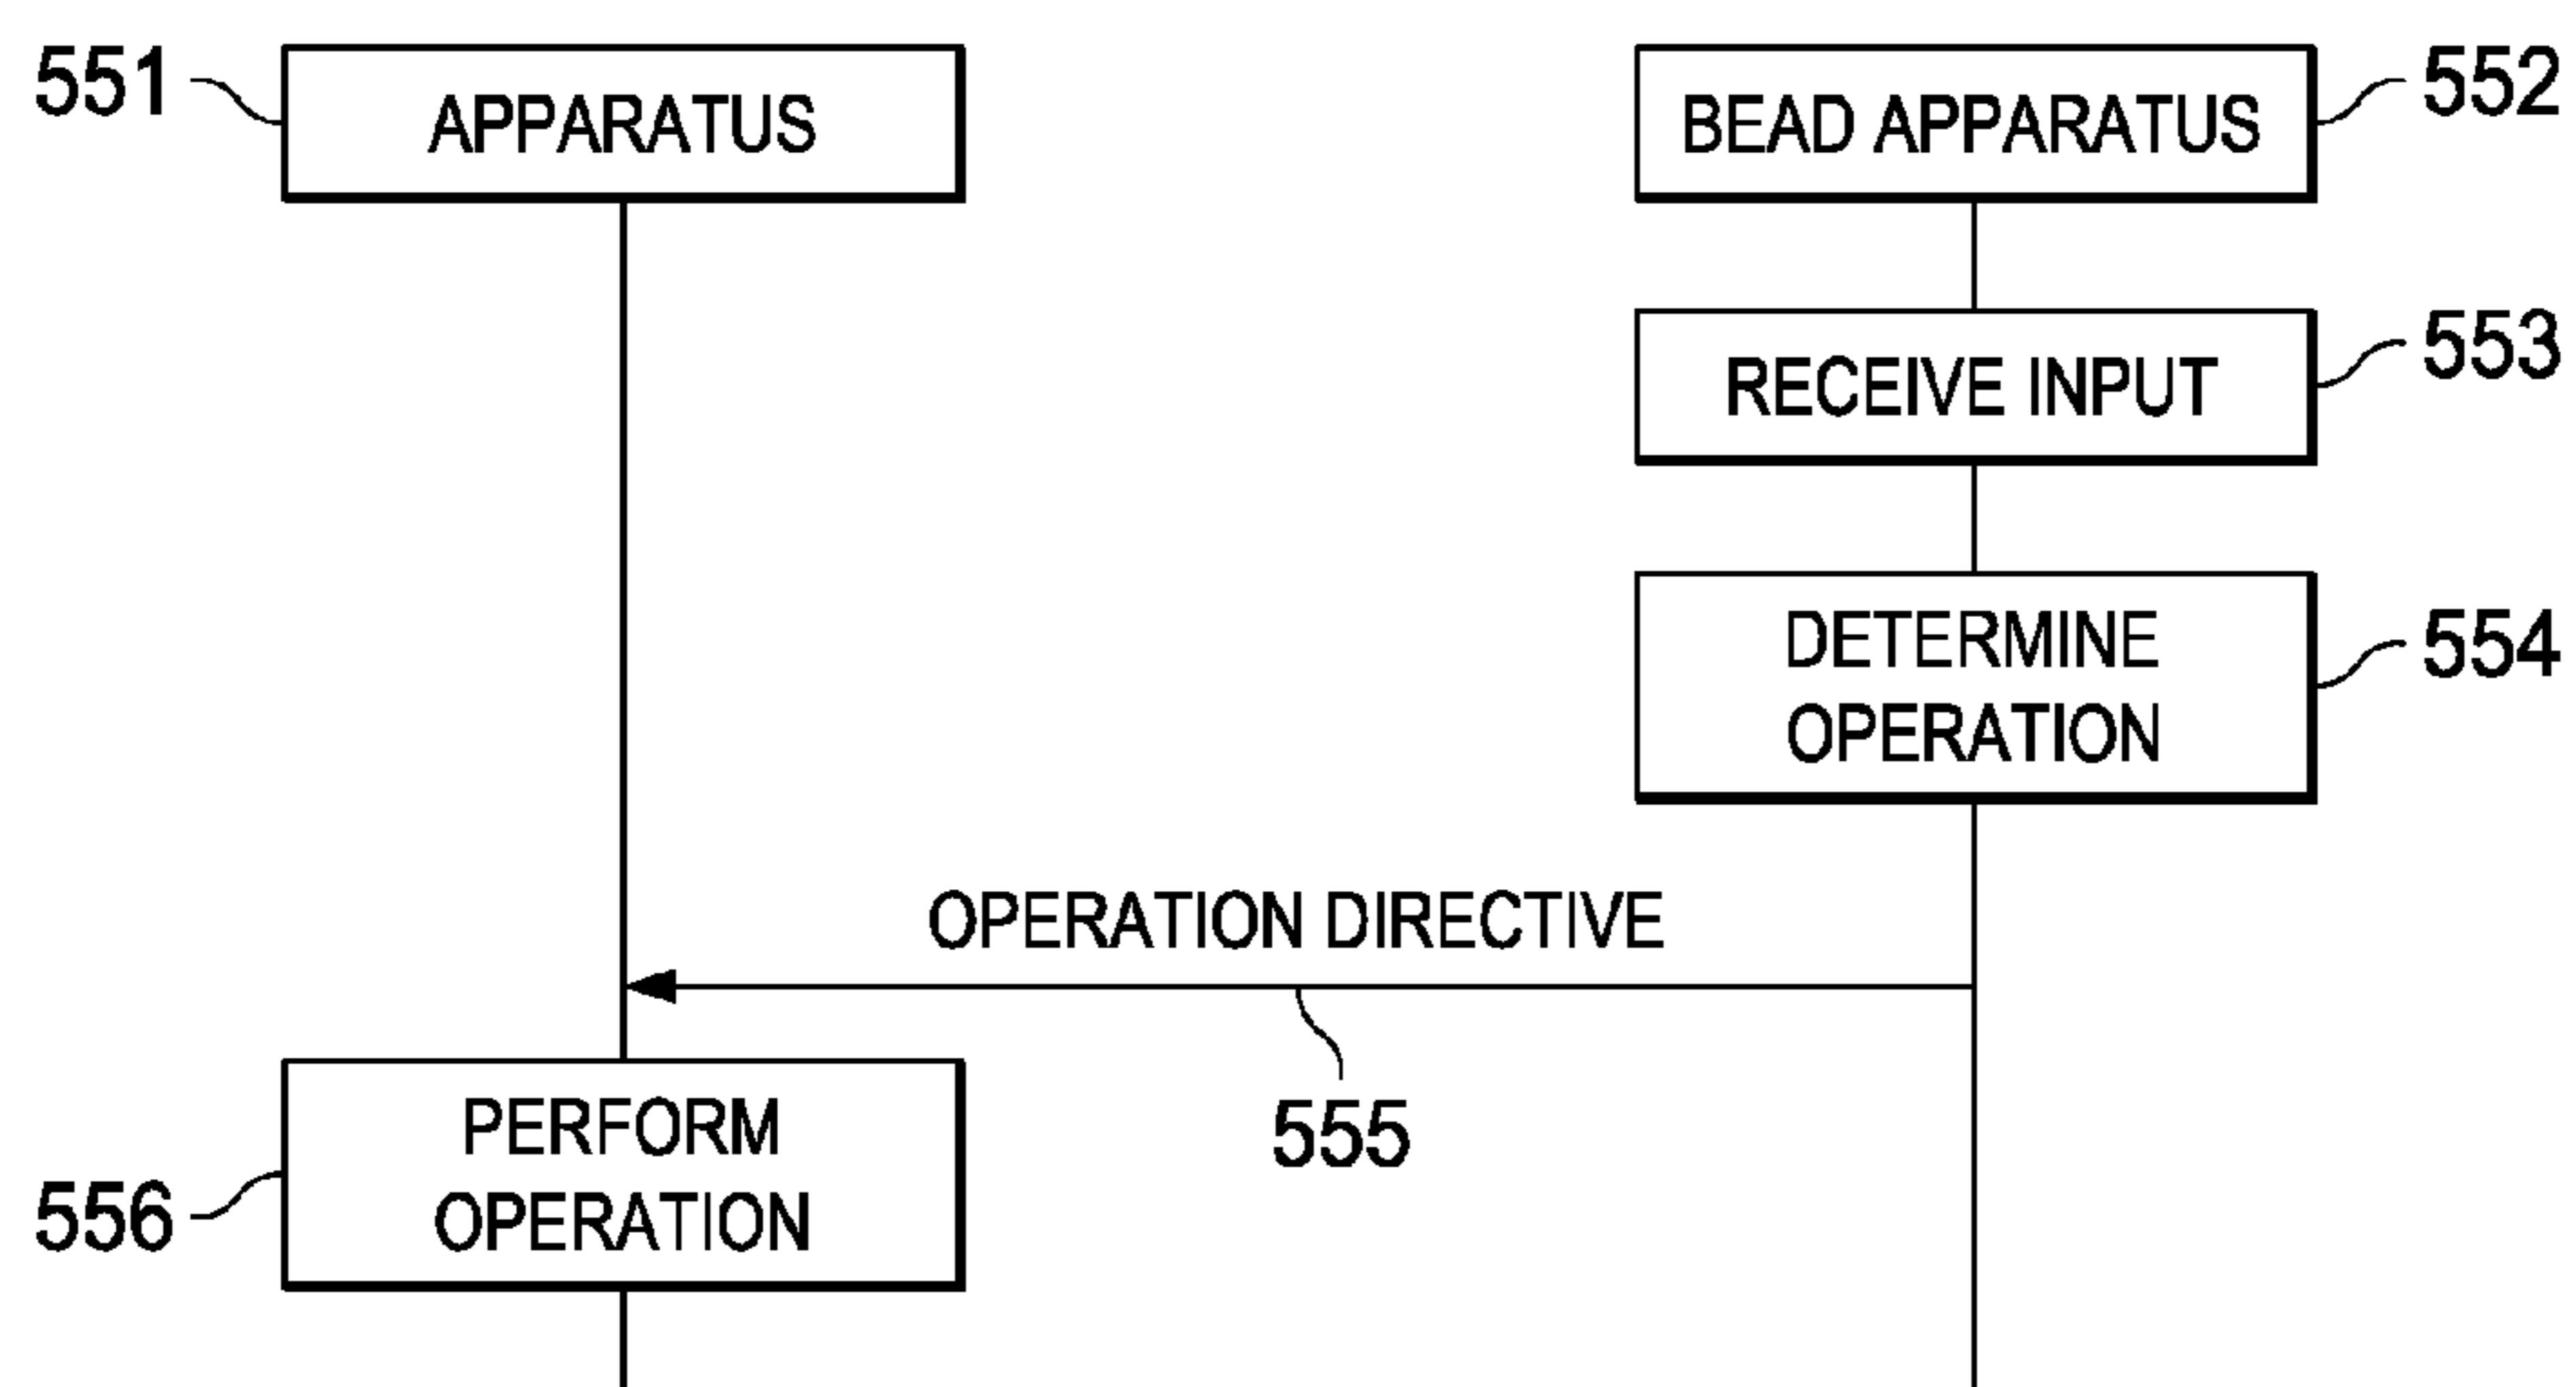 551
APPARATUS
BEAD APPARATUS
552
RECEIVE INPUT
553
DETERMINE
OPERATION
554
OPERATION DIRECTIVE
555
PERFORM
OPERATION
556